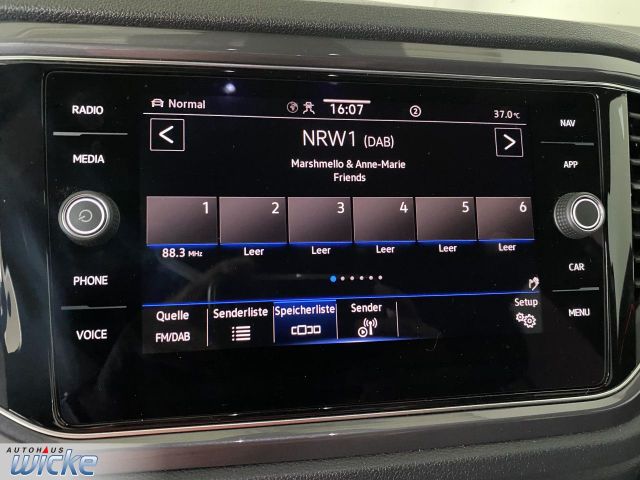 RADIO
MEDIA
PHONE
VOICE
Normal
16:07
2
37.0 °C
NRW1 (DAB)
Marshmello & Anne-Marie
Friends
1 2 3 4 5 6
88.3 MHz Leer Leer Leer Leer Leer
Quelle Senderliste Speicherliste Sender Setup
FM/DAB
NAV
APP
CAR
MENU
AUTOHAUS
WICKE